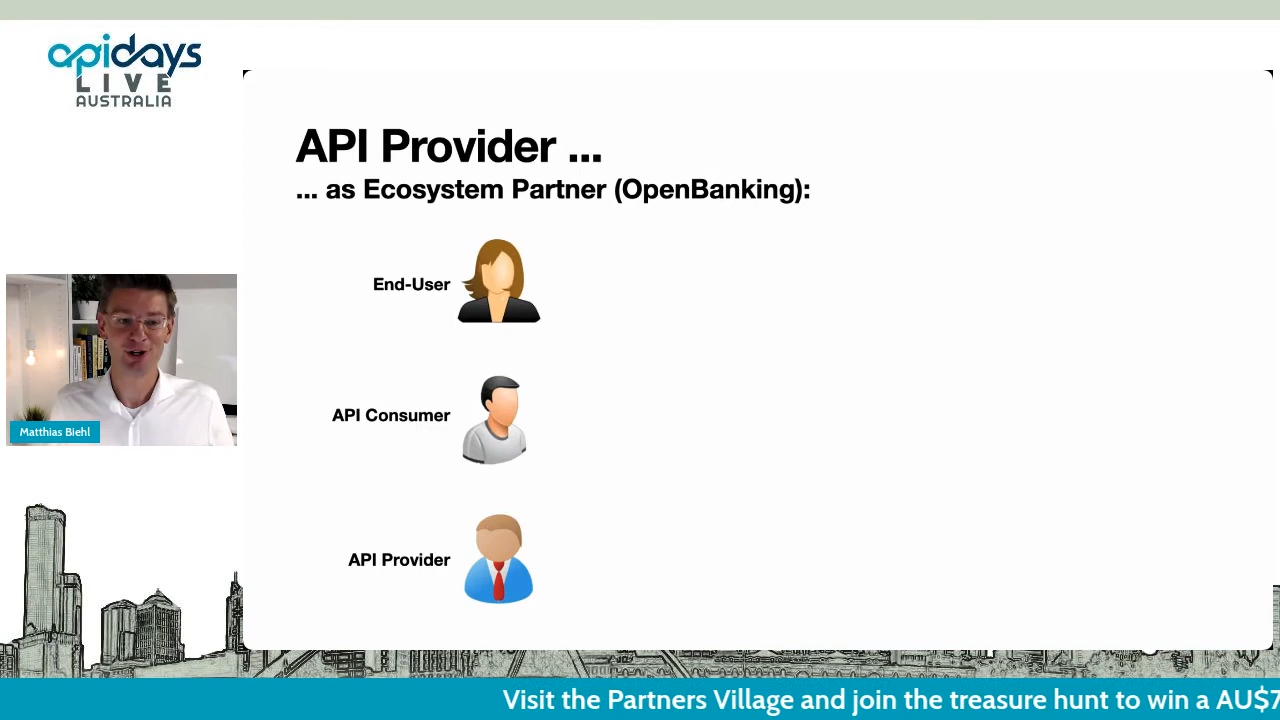 apidays
LIVE
AUSTRALIA
API Provider ...
... as Ecosystem Partner (OpenBanking):
End-User
API Consumer
API Provider
Matthias Biehl
Visit the Partners Village and join the treasure hunt to win a AU$7